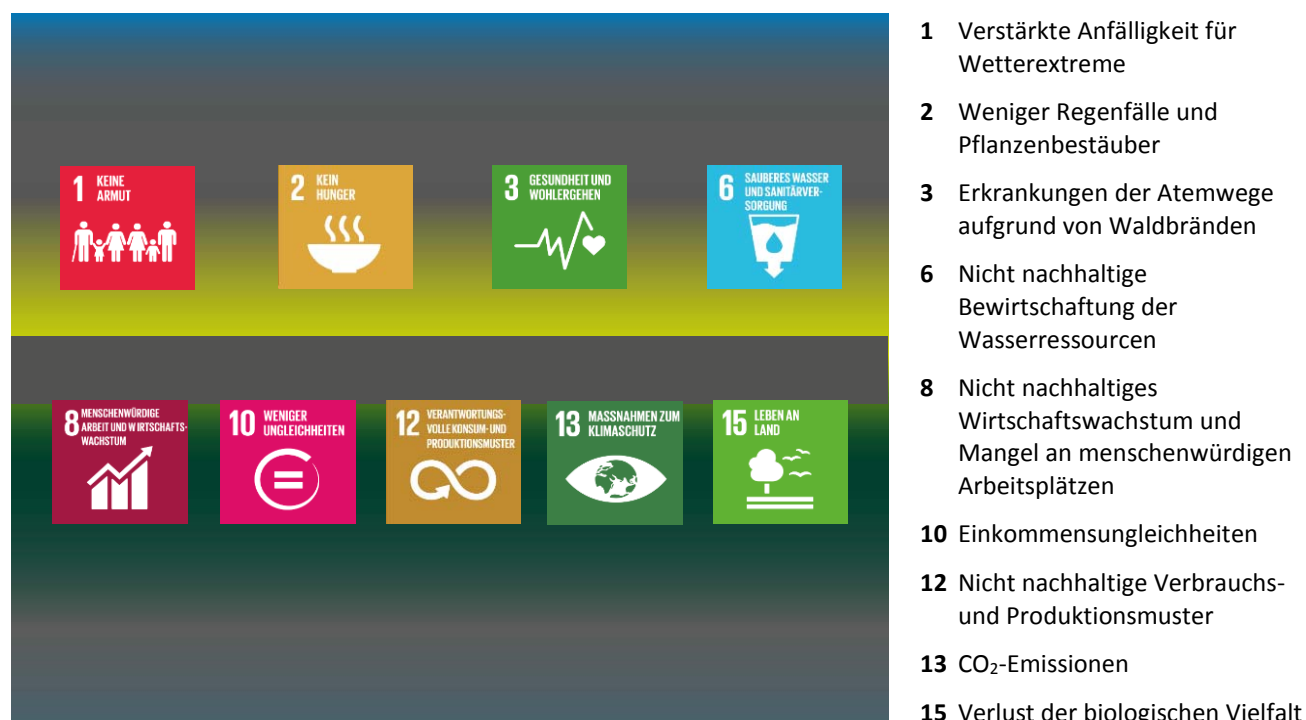 1 KEINE
ARMUT
2 KEIN
HUNGER
3 GESUNDHEIT UND
WOHLERGEHEN
6 SAUBERES WASSER
UND SANITÄRVER-
SORGUNG
8 MENSCHENWÜRDIGE
ARBEIT UND WIRTSCHAFTS-
WACHSTUM
10 WENIGER
UNGLEICHHEITEN
12 VERANTWORTUNGS-
VOLLE KONSUM- UND
PRODUKTIONSMUSTER
13 MASSNAHMEN ZUM
KLIMASCHUTZ
15 LEBEN AN
LAND
1 Verstärkte Anfälligkeit für
Wetterextreme
2 Weniger Regenfälle und
Pflanzenbestäuber
3 Erkrankungen der Atemwege
aufgrund von Waldbränden
6 Nicht nachhaltige
Bewirtschaftung der
Wasserressourcen
8 Nicht nachhaltiges
Wirtschaftswachstum und
Mangel an menschenwürdigen
Arbeitsplätzen
10 Einkommensungleichheiten
12 Nicht nachhaltige Verbrauchs-
und Produktionsmuster
13 CO₂-Emissionen
15 Verlust der biologischen Vielfalt